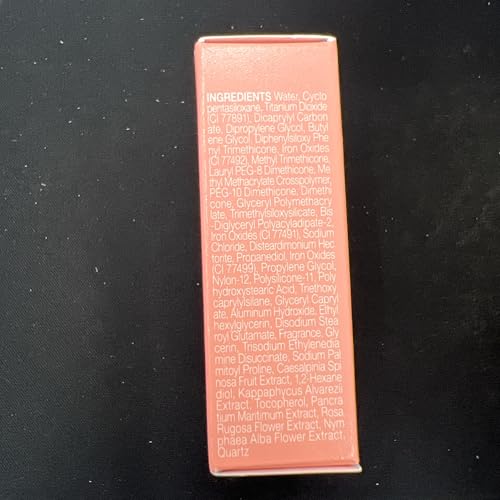 INGREDIENTS Water, Cyclo
pentasiloxane, Titanium Dioxide
(CI 77891), Dicaprylyl Carbon
ate, Dipropylene Glycol, Butyl
ene Glycol, Diphenylsiloxy Phe
nyl Trimethicone, Iron Oxides
(CI 77492), Methyl Trimethicone,
Lauryl PEG-8 Dimethicone, Me
thyl Methacrylate Crosspolymer,
PEG-10 Dimethicone, Dimethi
cone, Glyceryl Polymethacry
late, Trimethylsiloxysilicate, Bis
-Diglyceryl Polyacyladipate-2,
Iron Oxides (CI 77491), Sodium
Chloride, Disteardimonium Hec
torite, Propanediol, Iron Oxides
(CI 77499), Propylene Glycol,
Nylon-12, Polysilicone-11, Poly
hydroxystearic Acid, Triethoxy
caprylylsilane, Glyceryl Capryl
ate, Aluminum Hydroxide, Ethyl
hexylglycerin, Disodium Stea
royl Glutamate, Fragrance, Gly
cerin, Trisodium Ethylenedia
mine Disuccinate, Sodium Pal
mitoyl Proline, Caesalpinia Spi
nosa Fruit Extract, 1,2-Hexane
diol, Kappaphycus Alvarezii
Extract, Tocopherol, Pancra
tium Maritimum Extract, Rosa
Rugosa Flower Extract, Nym
phaea Alba Flower Extract,
Quartz